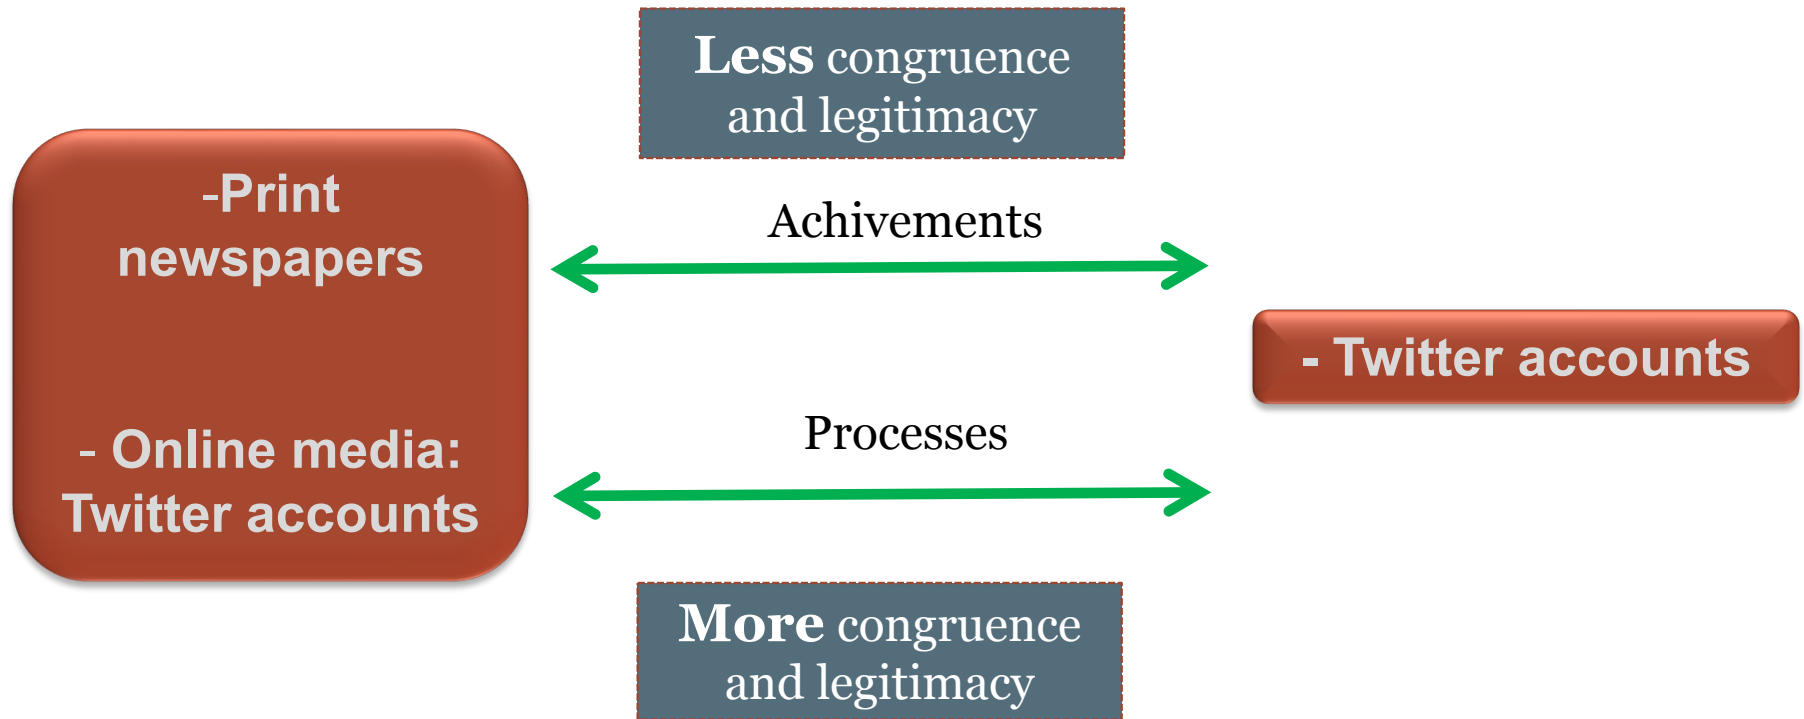 Less congruence
and legitimacy
-Print
newspapers
- Online media:
Twitter accounts
Achivements
Processes
- Twitter accounts
More congruence
and legitimacy